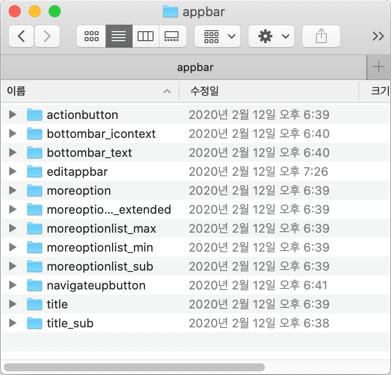 appbar
appbar
이름 수정일 크기
actionbutton 2020년 2월 12일 오후 6:39
bottombar_icontext 2020년 2월 12일 오후 6:40
bottombar_text 2020년 2월 12일 오후 6:40
editappbar 2020년 2월 12일 오후 7:26
moreoption 2020년 2월 12일 오후 6:39
moreoptio..._extended 2020년 2월 12일 오후 6:39
moreoptionlist_max 2020년 2월 12일 오후 6:39
moreoptionlist_min 2020년 2월 12일 오후 6:39
moreoptionlist_sub 2020년 2월 12일 오후 6:39
navigateupbutton 2020년 2월 12일 오후 6:41
title 2020년 2월 12일 오후 6:39
title_sub 2020년 2월 12일 오후 6:38